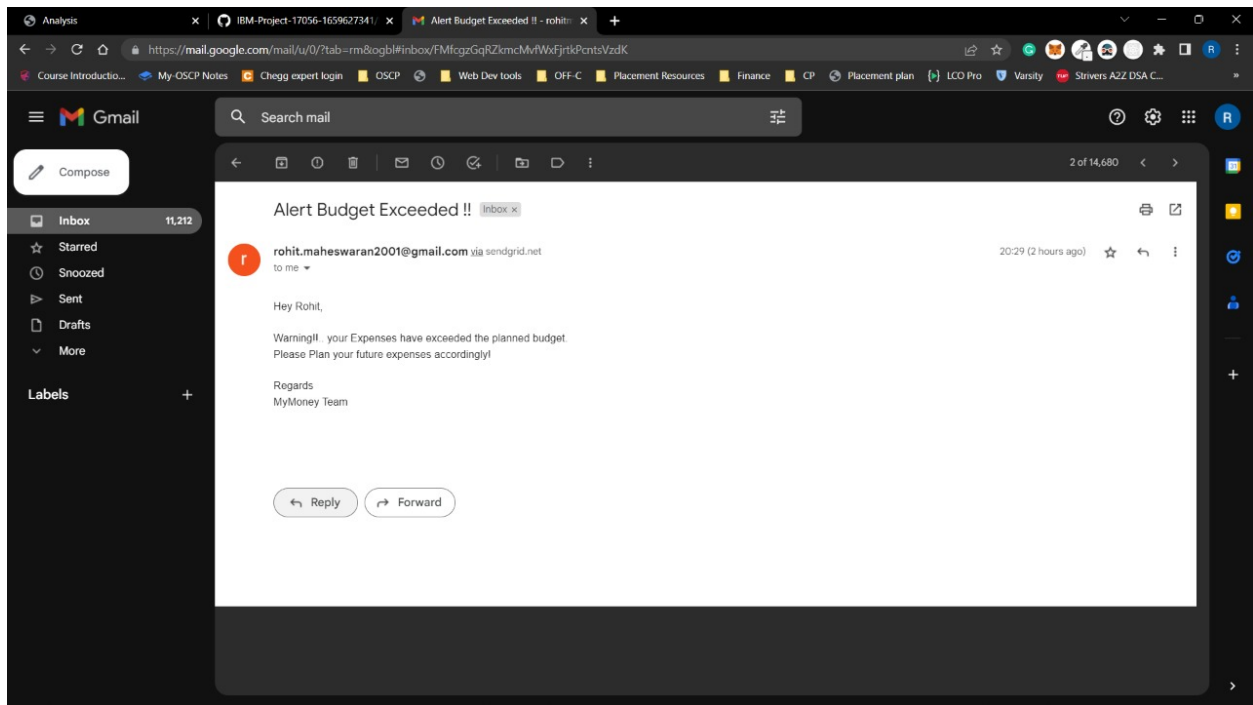 Analysis
IBM-Project-17056-1659627341/
Alert Budget Exceeded !! - rohitm
https://mail.google.com/mail/u/0/?tab=rm&ogbl#inbox/FMfcgzGqRZkmcMvfWxFjrtkPcntsVzdK
Course Introductio... My-OSCP Notes Chegg expert login OSCP Web Dev tools OFF-C Placement Resources Finance CP Placement plan LCO Pro Varsity Strivers A2Z DSA C... »
Gmail
Search mail
R
Compose
2 of 14,680
Inbox 11,212
Starred
Snoozed
Sent
Drafts
More
Labels
Alert Budget Exceeded !! Inbox ×
r
rohit.maheswaran2001@gmail.com via sendgrid.net
20:29 (2 hours ago)
to me
Hey Rohit,
Warning!!.. your Expenses have exceeded the planned budget.
Please Plan your future expenses accordingly!
Regards
MyMoney Team
Reply
Forward